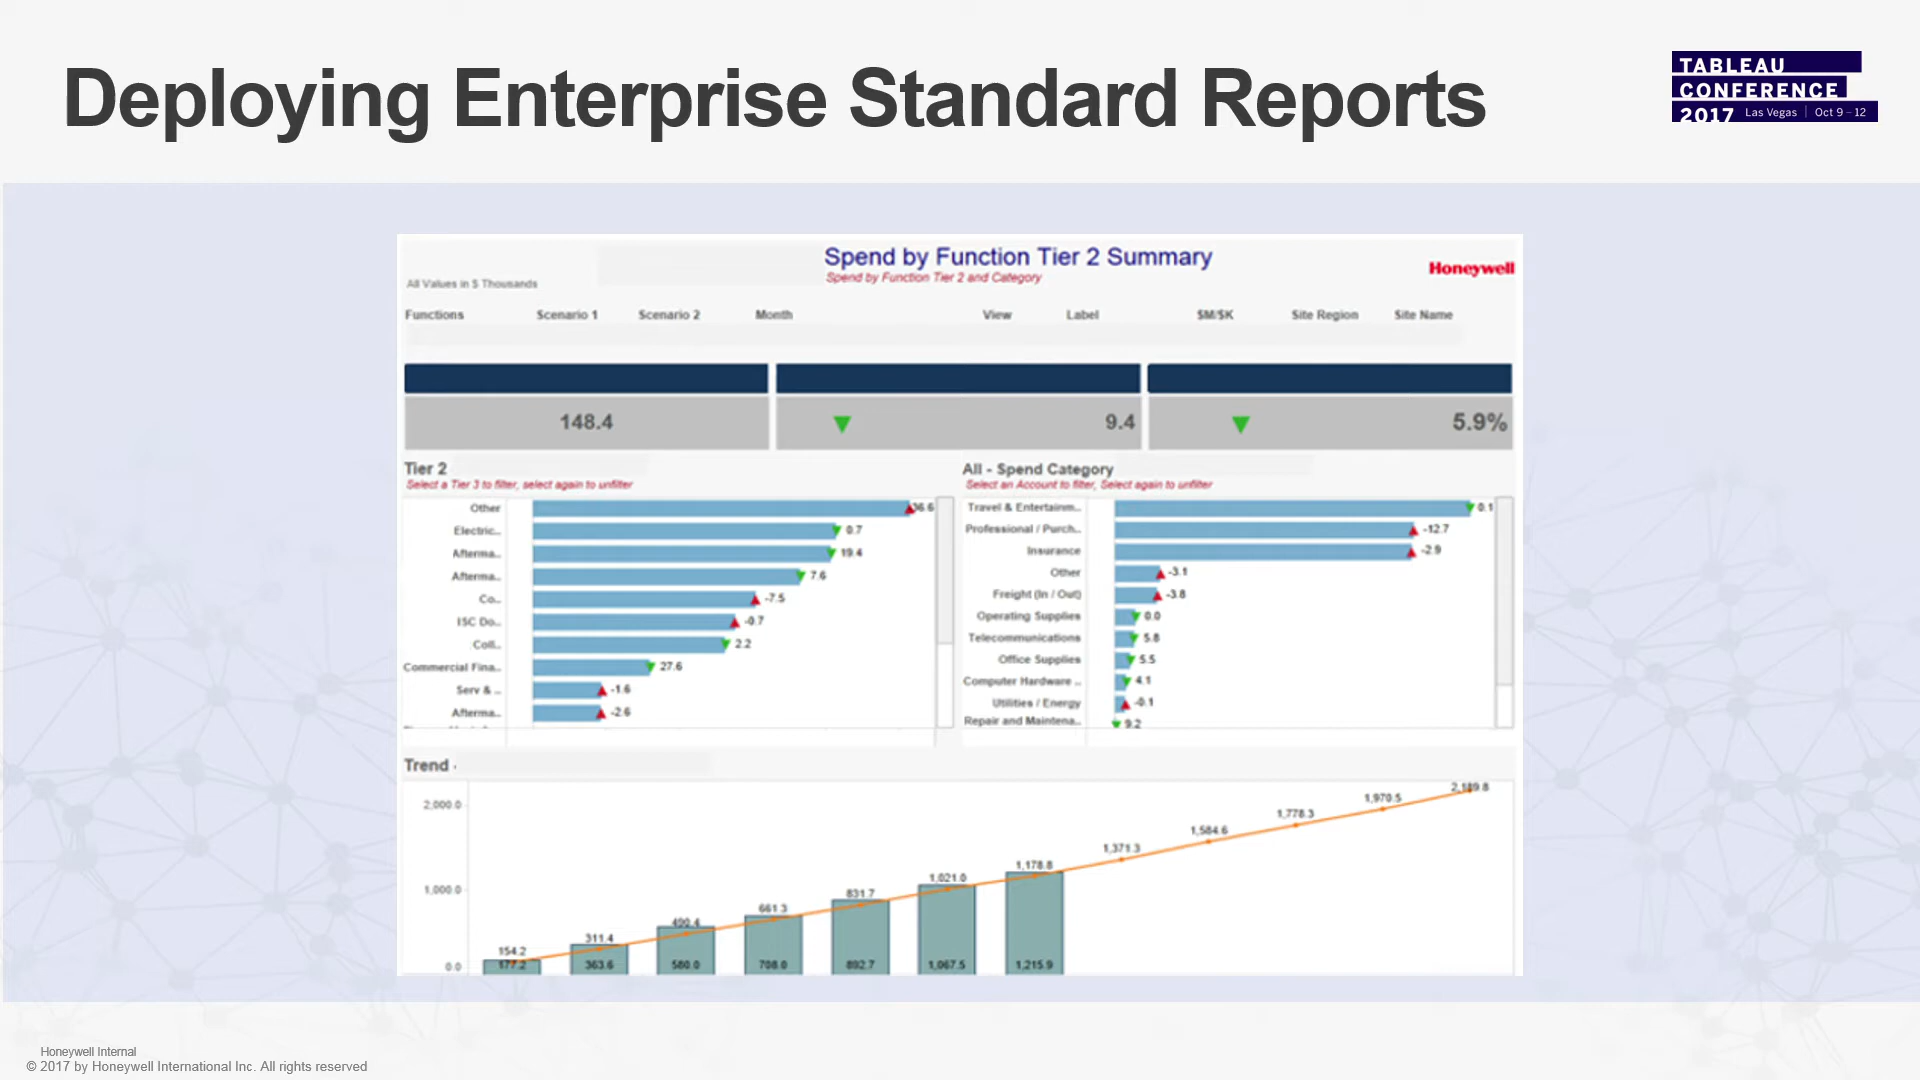 Deploying Enterprise Standard Reports
TABLEAU
CONFERENCE
2017 Las Vegas | Oct 9 – 12
Spend by Function Tier 2 Summary
Spend by Function Tier 2 and Category
Honeywell
All Values in $ Thousands
Functions Scenario 1 Scenario 2 Month View Label $M/$K Site Region Site Name
148.4 9.4 5.9%
Tier 2
Select a Tier 3 to filter, select again to unfilter
Other
Electric.. 0.7
Afterma.. 19.4
Afterma.. 7.6
Co.. -7.5
ISC Do.. -0.7
Coll.. 2.2
Commercial Fina.. 27.6
Serv & .. -1.6
Afterma.. -2.6
All - Spend Category
Select an Account to filter, Select again to unfilter
Travel & Entertainm.. 0.1
Professional / Purch.. -12.7
Insurance -2.9
Other -3.1
Freight (In / Out) -3.8
Operating Supplies 0.0
Telecommunications 5.8
Office Supplies 5.5
Computer Hardware .. 4.1
Utilities / Energy -0.1
Repair and Maintena.. 9.2
Trend -
2,000.0
1,000.0
0.0
154.2 311.4 490.4 661.3 831.7 1,021.0 1,178.8 1,371.3 1,584.6 1,778.3 1,970.5 2,189.8
177.2 363.6 580.0 708.0 892.7 1,067.5 1,215.9
Honeywell Internal
© 2017 by Honeywell International Inc. All rights reserved